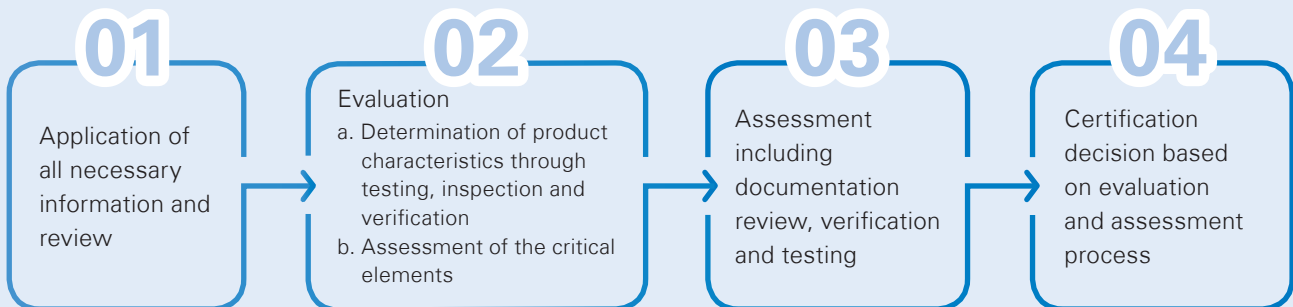 01
Application of
all necessary
information and
review
02
Evaluation
a. Determination of product
characteristics through
testing, inspection and
verification
b. Assessment of the critical
elements
03
Assessment
including
documentation
review, verification
and testing
04
Certification
decision based
on evaluation
and assessment
process